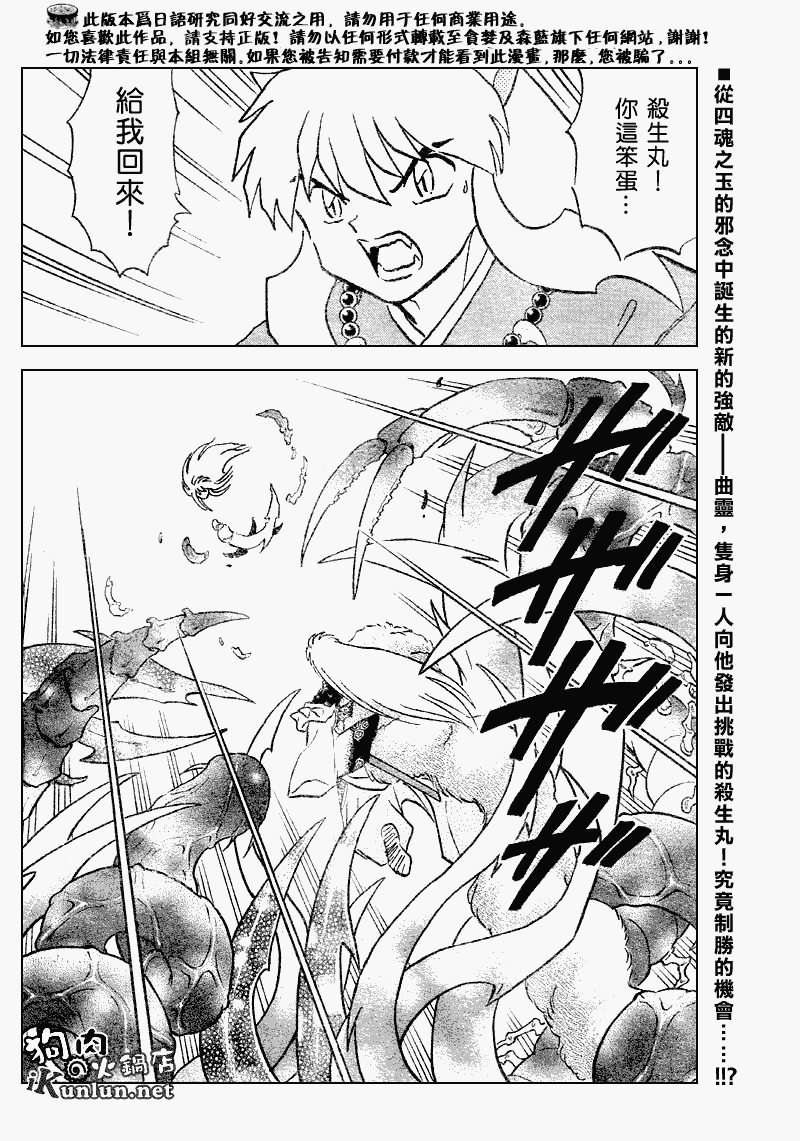 此版本爲日語研究同好交流之用，請勿用于任何商業用途。
如您喜歡此作品，請支持正版！請勿以任何形式轉載至貪婪及森藍旗下任何網站，謝謝！
一切法律責任與本組無關。如果您被告知需要付款才能看到此漫畫，那麼，您被騙了...
■從四魂之玉的邪念中誕生的新的強敵——曲靈，隻身一人向他發出挑戰的殺生丸！究竟制勝的機會……!!?
殺生丸！
你這笨蛋…
給我回來！
ザザザザ
狗肉火鍋店
iKunlun.net